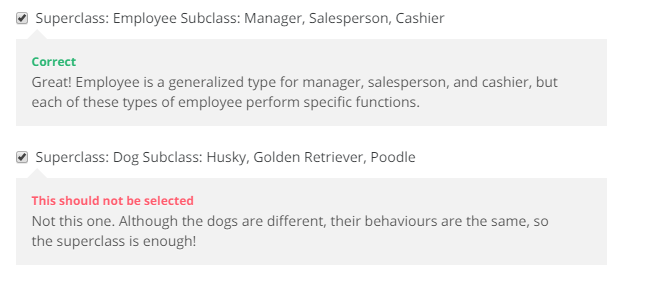 Superclass: Employee Subclass: Manager, Salesperson, Cashier
Correct
Great! Employee is a generalized type for manager, salesperson, and cashier, but
each of these types of employee perform specific functions.
Superclass: Dog Subclass: Husky, Golden Retriever, Poodle
This should not be selected
Not this one. Although the dogs are different, their behaviours are the same, so
the superclass is enough!